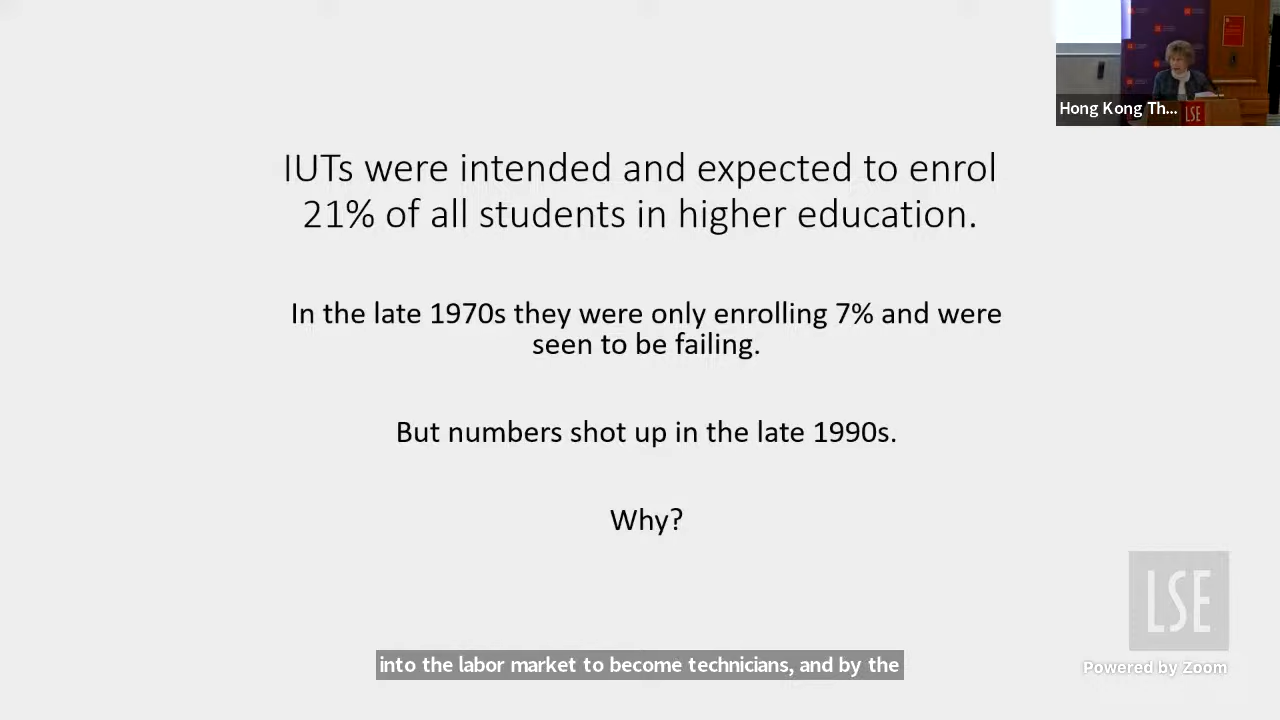 Hong Kong Th...
LSE
IUTs were intended and expected to enrol
21% of all students in higher education.
In the late 1970s they were only enrolling 7% and were
seen to be failing.
But numbers shot up in the late 1990s.
Why?
LSE
into the labor market to become technicians, and by the
Powered by Zoom